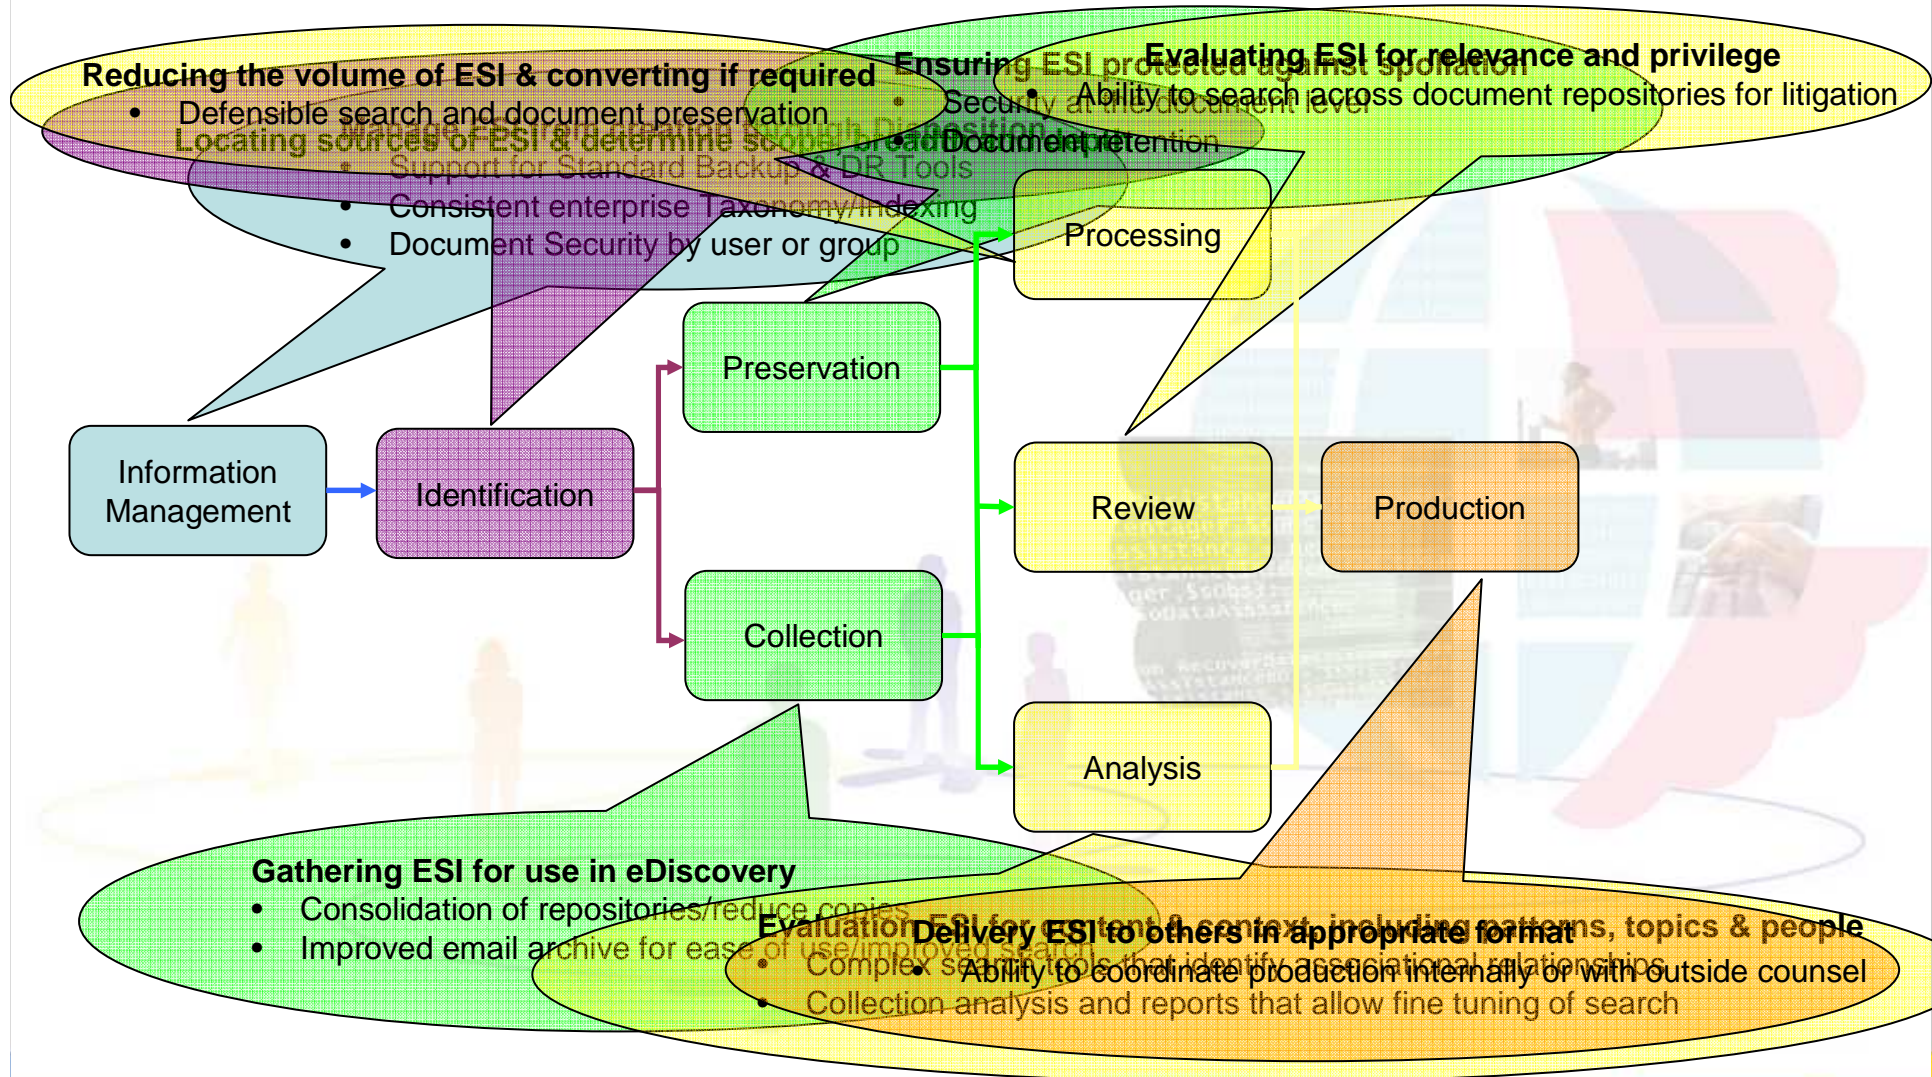 Reducing the volume of ESI & converting if required
• Defensible search and document preservation
Ensuring ESI protected against spoliation
• Security at the document level
• Document retention
Evaluating ESI for relevance and privilege
• Ability to search across document repositories for litigation
Locating sources of ESI & determine scope, breadth and depth
Manage ESI from through Disposition
• Support for Standard Backup & DR Tools
• Consistent enterprise Taxonomy/Indexing
• Document Security by user or group
Processing
Preservation
Information
Management
Identification
Review
Production
Collection
Analysis
Gathering ESI for use in eDiscovery
• Consolidation of repositories/reduce copies
• Improved email archive for ease of use/improved search
Evaluation ESI for content & context, including patterns, topics & people
• Complex search tools that identify associational relationships
• Collection analysis and reports that allow fine tuning of search
Delivery ESI to others in appropriate format
• Ability to coordinate production internally or with outside counsel